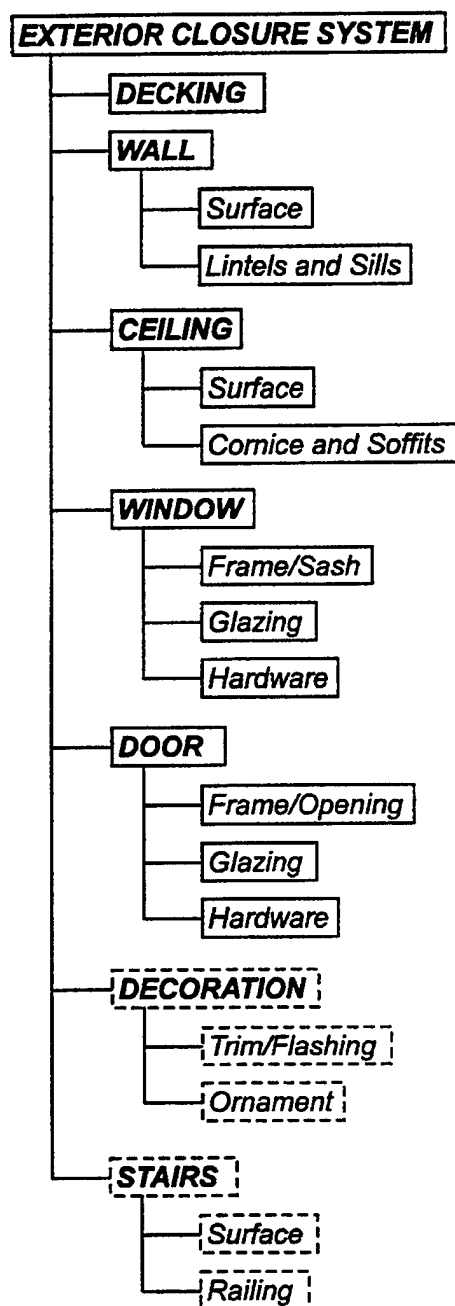 EXTERIOR CLOSURE SYSTEM
DECKING
WALL
Surface
Lintels and Sills
CEILING
Surface
Cornice and Soffits
WINDOW
Frame/Sash
Glazing
Hardware
DOOR
Frame/Opening
Glazing
Hardware
DECORATION
Trim/Flashing
Ornament
STAIRS
Surface
Railing